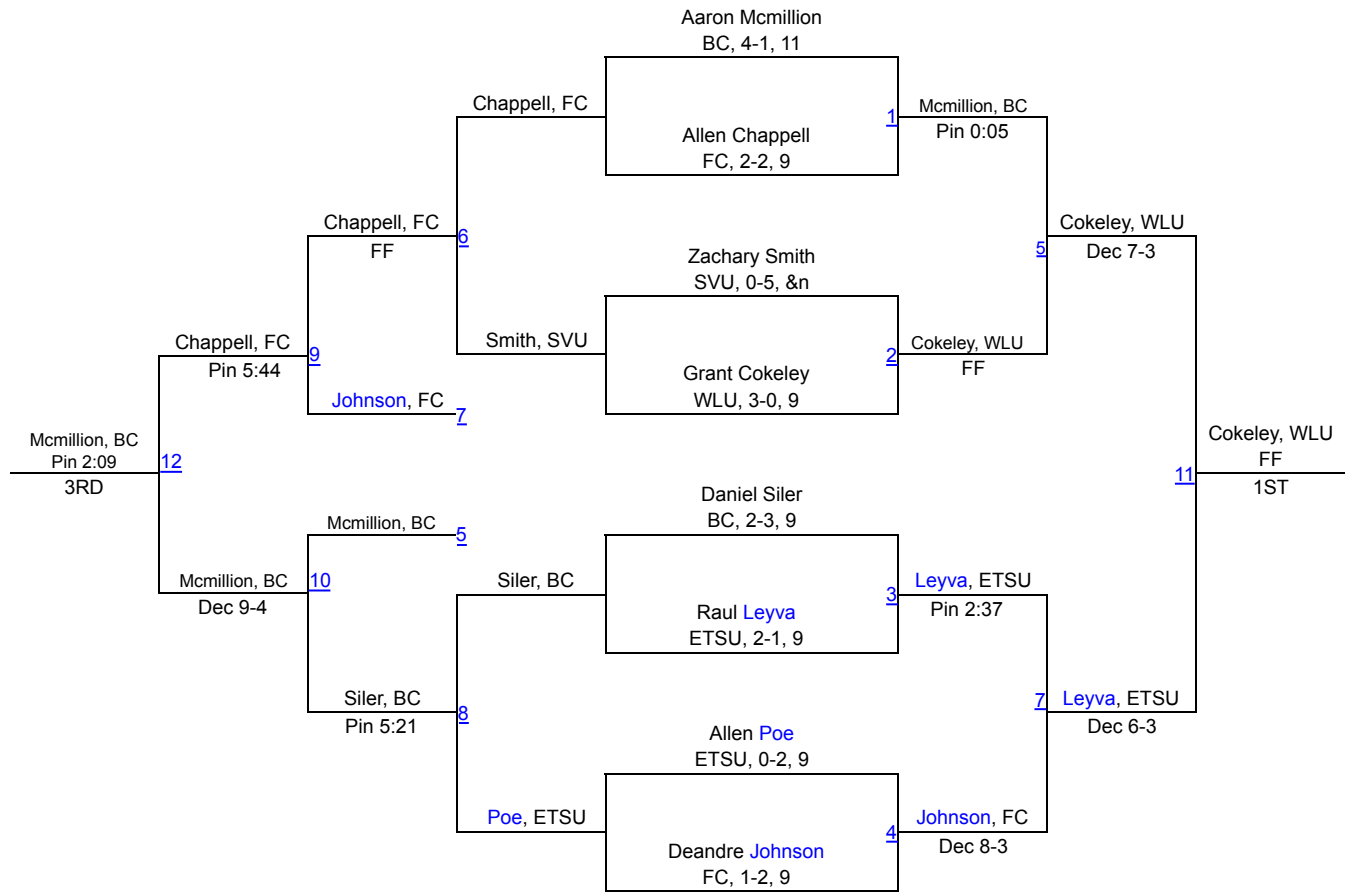 Aaron Mcmillion
BC, 4-1, 11
Chappell, FC
1
Mcmillion, BC
Pin 0:05
Allen Chappell
FC, 2-2, 9
Chappell, FC
FF
6
Cokeley, WLU
Dec 7-3
5
Zachary Smith
SVU, 0-5, &n
Chappell, FC
Pin 5:44
9
Smith, SVU
2
Cokeley, WLU
FF
Grant Cokeley
WLU, 3-0, 9
Johnson, FC
7
Mcmillion, BC
Pin 2:09
3RD
12
Cokeley, WLU
FF
1ST
11
Daniel Siler
BC, 2-3, 9
Mcmillion, BC
5
Mcmillion, BC
Dec 9-4
10
Siler, BC
3
Leyva, ETSU
Pin 2:37
Raul Leyva
ETSU, 2-1, 9
Siler, BC
Pin 5:21
8
7
Leyva, ETSU
Dec 6-3
Allen Poe
ETSU, 0-2, 9
Poe, ETSU
4
Johnson, FC
Dec 8-3
Deandre Johnson
FC, 1-2, 9